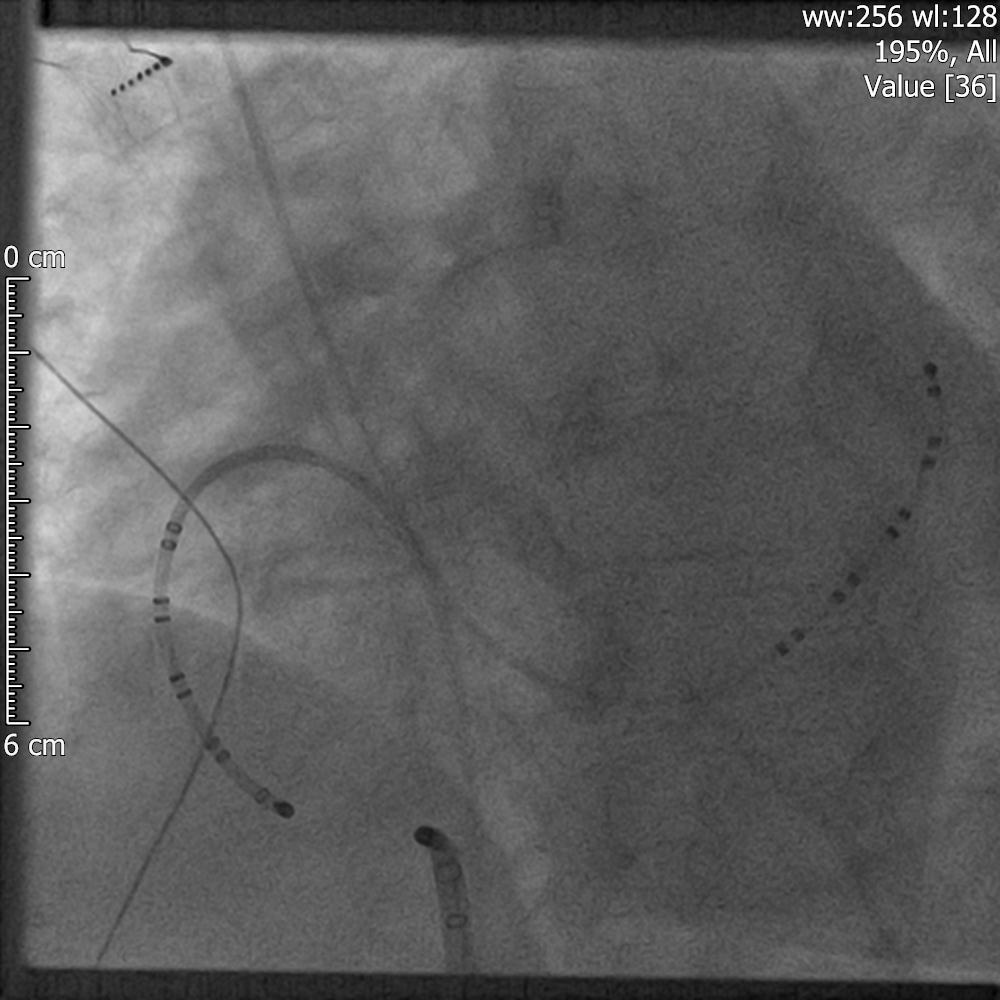 ww:256 wl:128
195%, All
Value [36]
0 cm
6 cm